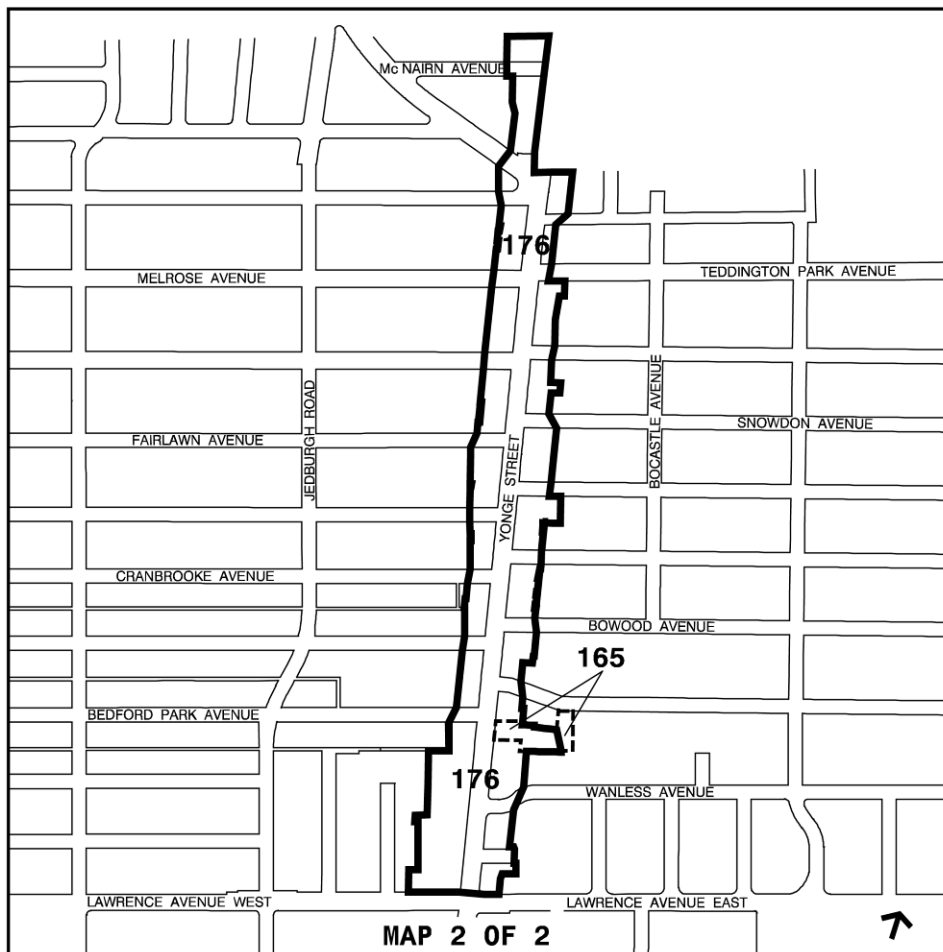 Mc NAIRN AVENUE
176
MELROSE AVENUE
TEDDINGTON PARK AVENUE
JEDBURGH ROAD
BOCASTLE AVENUE
SNOWDON AVENUE
FAIRLAWN AVENUE
YONGE STREET
CRANBROOKE AVENUE
BOWOOD AVENUE
165
BEDFORD PARK AVENUE
176
WANLESS AVENUE
LAWRENCE AVENUE WEST
LAWRENCE AVENUE EAST
MAP 2 OF 2